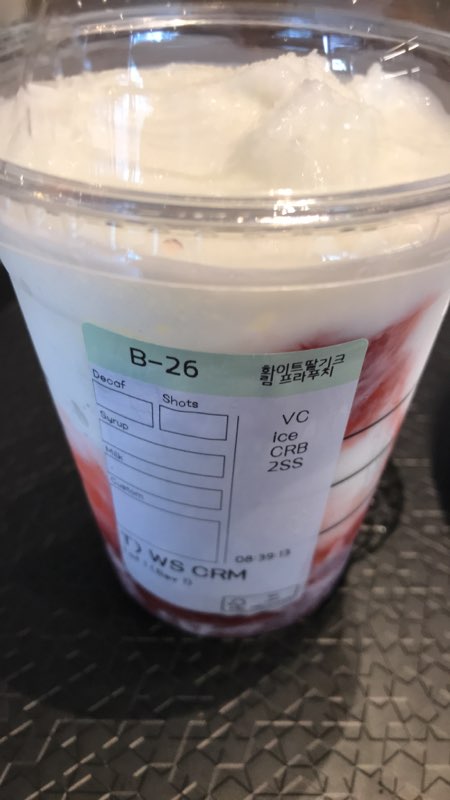 B-26
화이트딸기크
림 프라푸치
Decaf
Shots
Syrup
Milk
Custom
VC
Ice
CRB
2SS
08:39:13
T) WS CRM